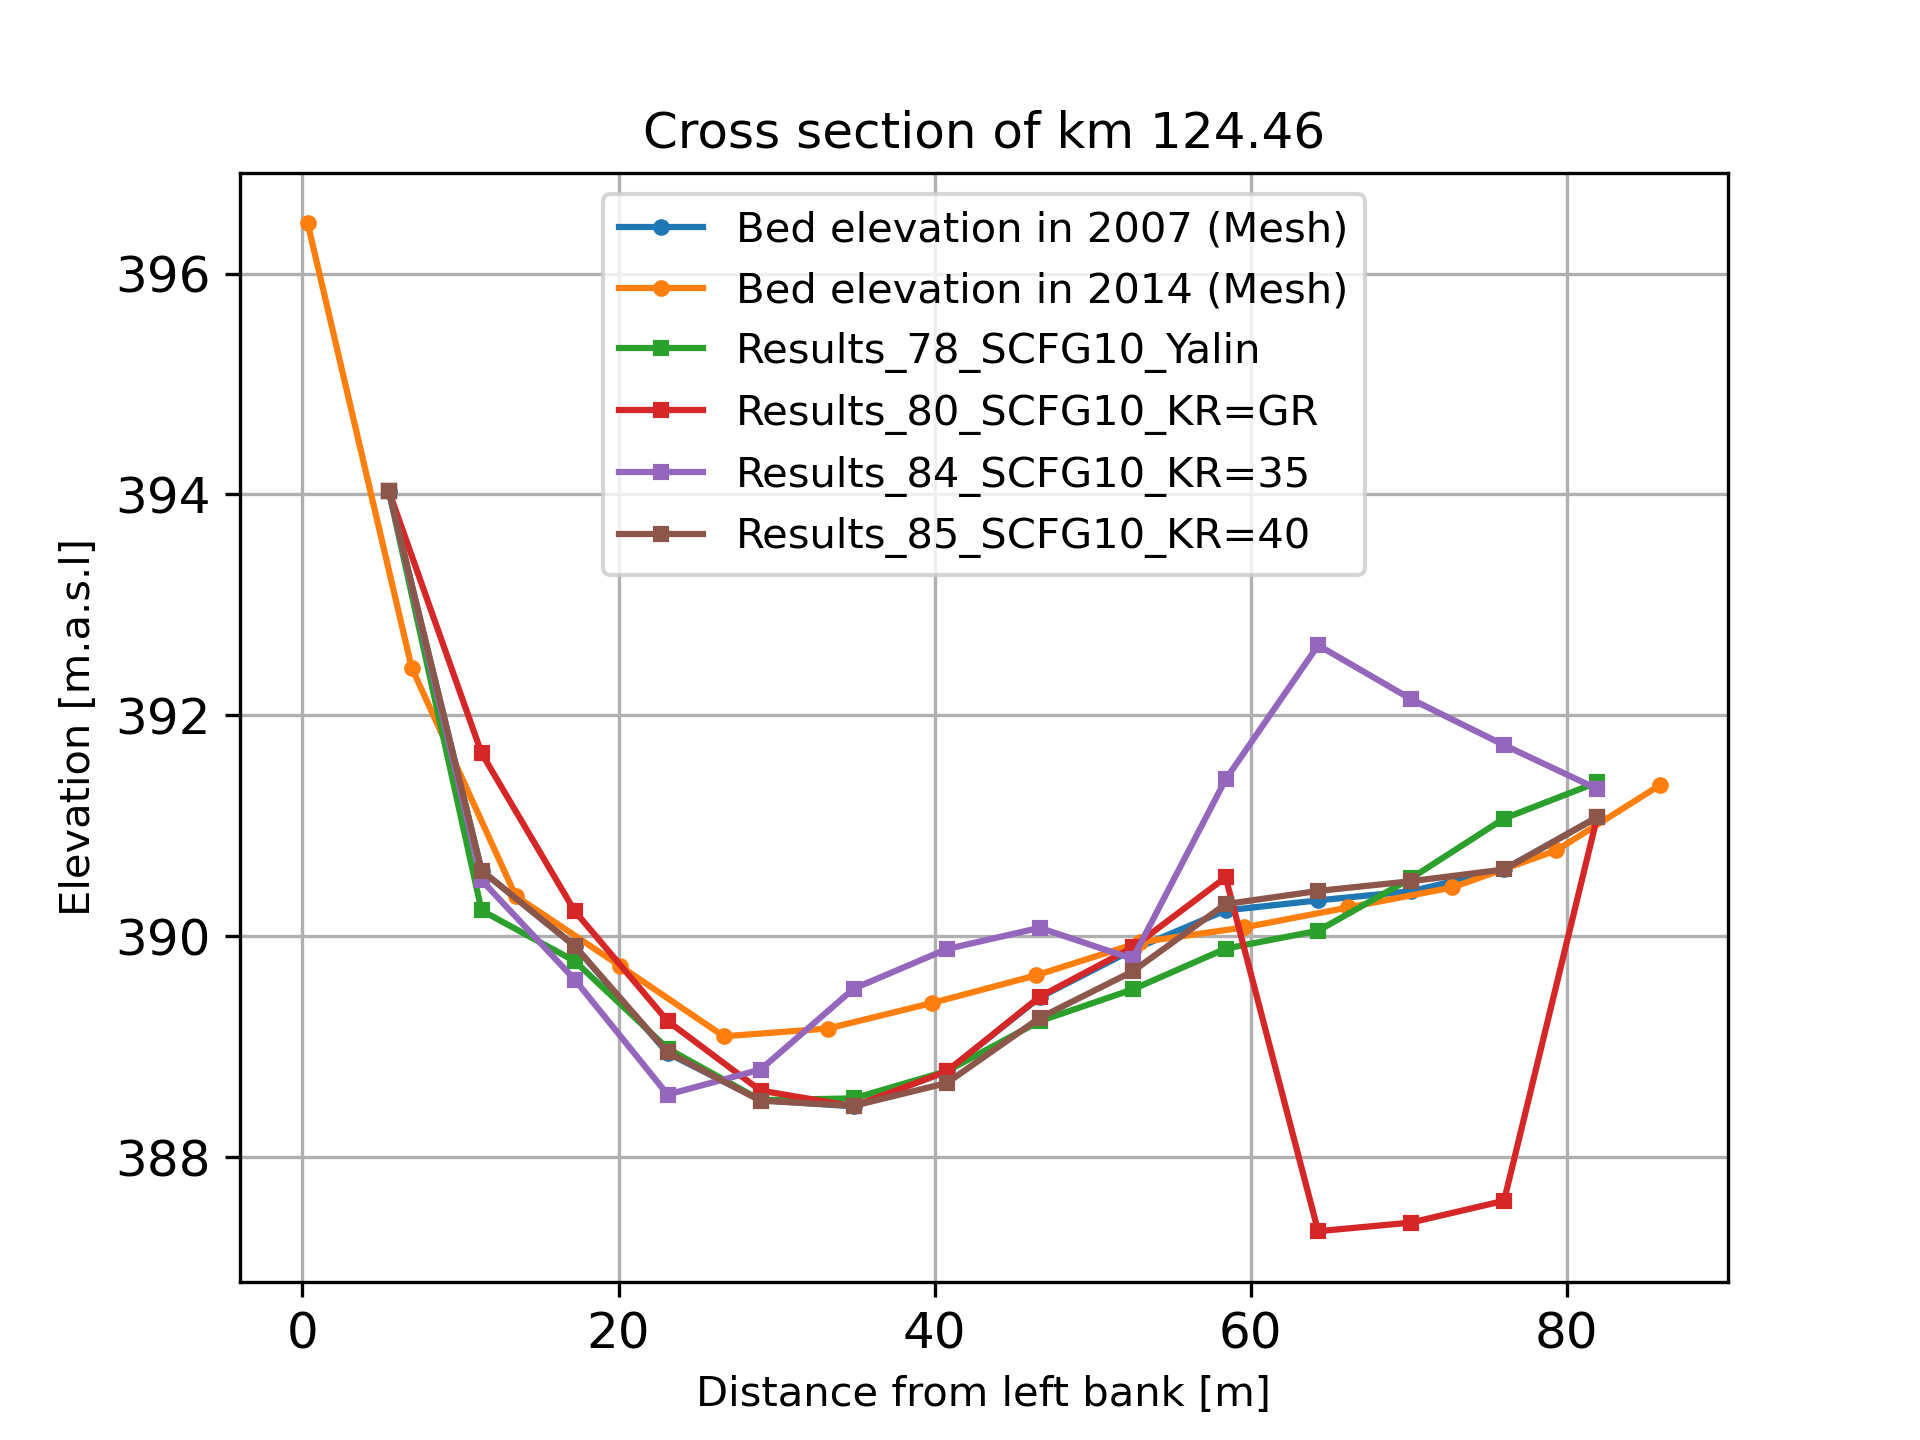 Cross section of km 124.46
Bed elevation in 2007 (Mesh)
Bed elevation in 2014 (Mesh)
Results_78_SCFG10_Yalin
Results_80_SCFG10_KR=GR
Results_84_SCFG10_KR=35
Results_85_SCFG10_KR=40
Elevation [m.a.s.l]
396
394
392
390
388
0 20 40 60 80
Distance from left bank [m]